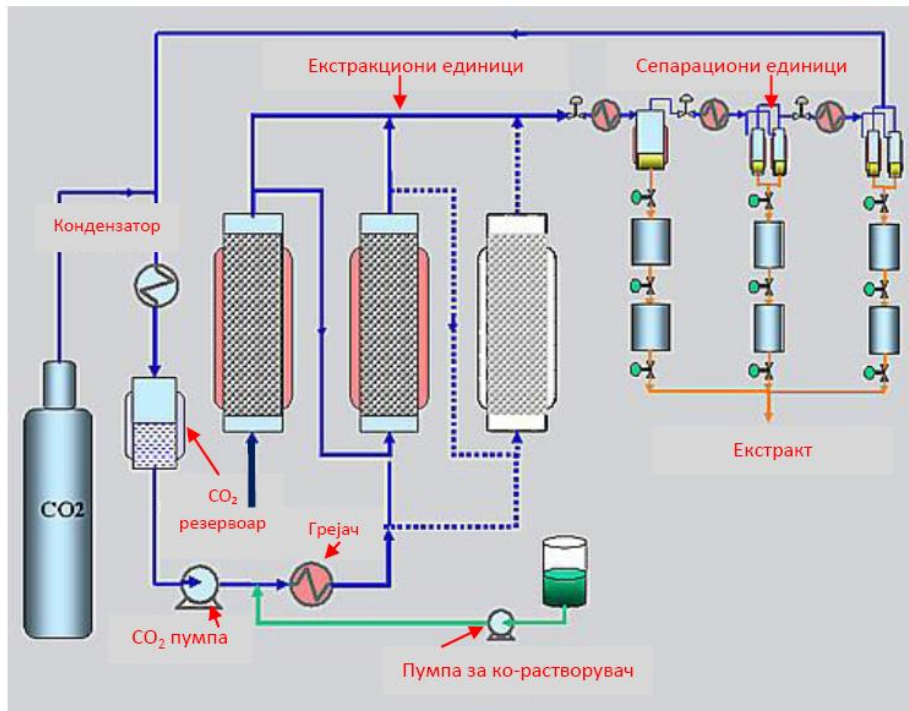 Екстракциони единици
Сепарациони единици
Кондензатор
CO2
CO₂
резервоар
Грејач
Екстракт
CO₂ пумпа
Пумпа за ко-растворувач